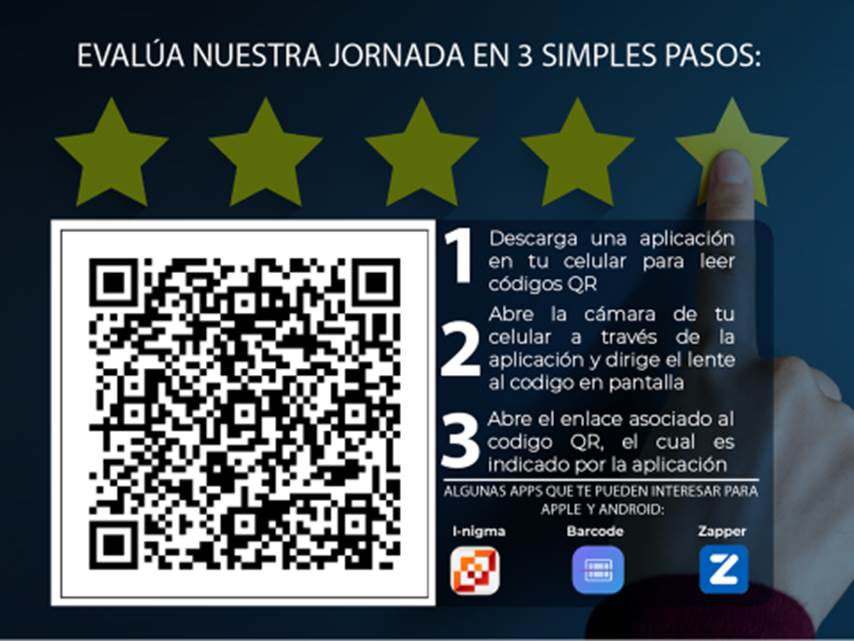 EVALÚA NUESTRA JORNADA EN 3 SIMPLES PASOS:
1
Descarga una aplicación
en tu celular para leer
códigos QR
2
Abre la cámara de tu
celular a través de la
aplicación y dirige el lente
al codigo en pantalla
3
Abre el enlace asociado al
codigo QR, el cual es
indicado por la aplicación
ALGUNAS APPS QUE TE PUEDEN INTERESAR PARA
APPLE Y ANDROID:
I-nigma Barcode Zapper